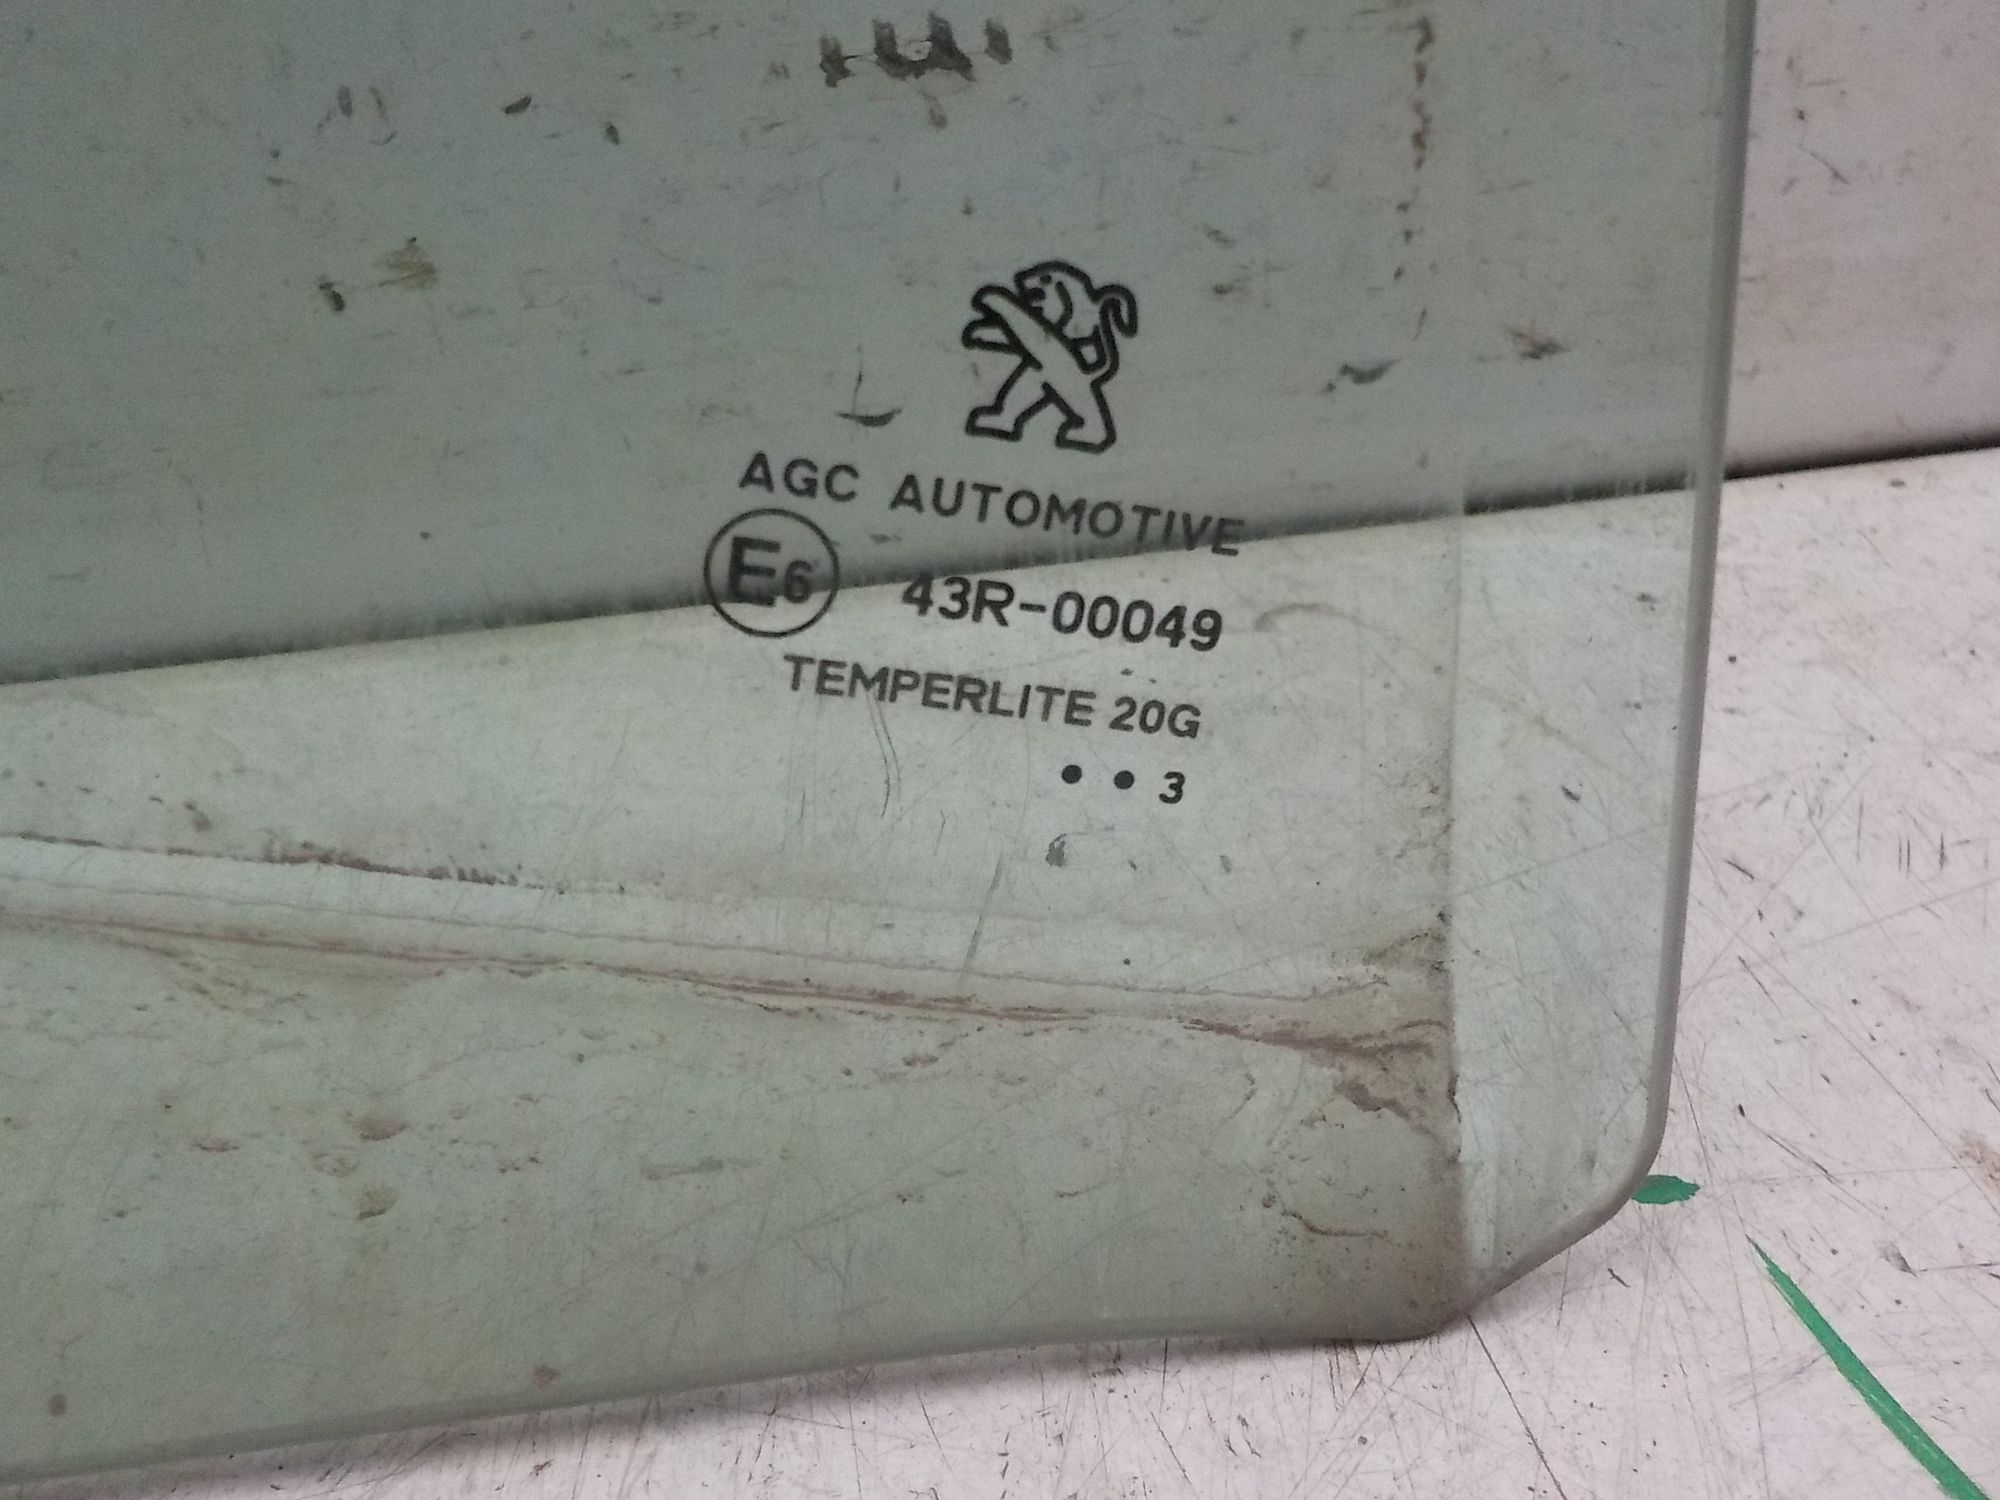 AGC AUTOMOTIVE
E6 43R-00049
TEMPERLITE 20G
• • 3